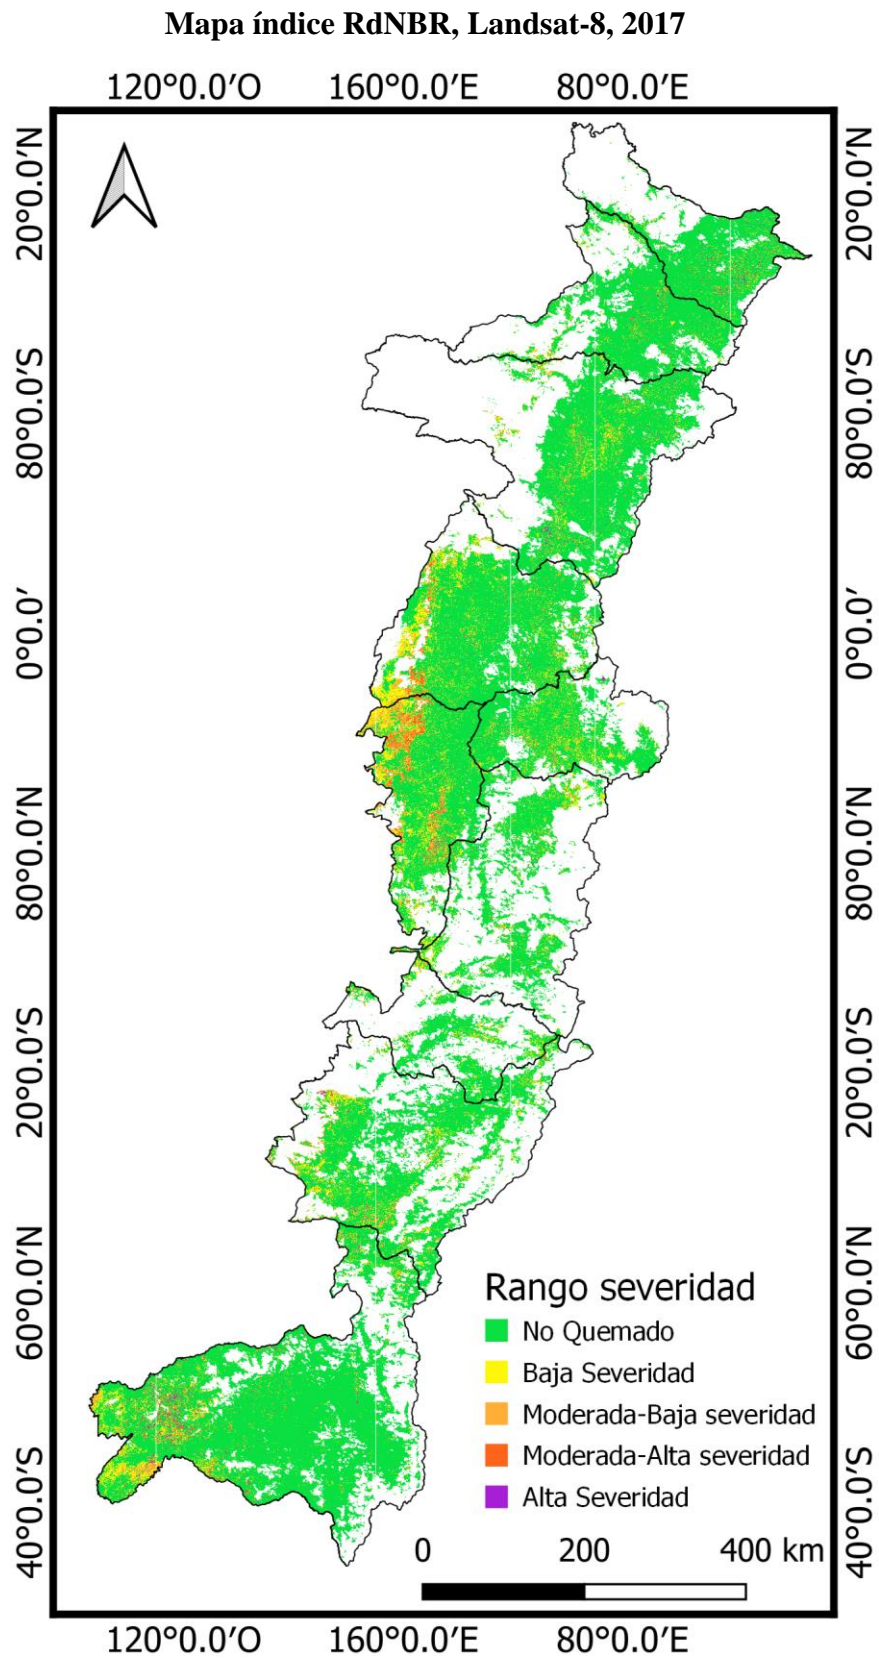 Mapa índice RdNBR, Landsat-8, 2017
120°0.0′O 160°0.0′E 80°0.0′E
20°0.0′N 20°0.0′N
80°0.0′S 80°0.0′S
0°0.0′ 0°0.0′
80°0.0′N 80°0.0′N
20°0.0′S 20°0.0′S
60°0.0′N 60°0.0′N
Rango severidad
No Quemado
Baja Severidad
Moderada-Baja severidad
Moderada-Alta severidad
Alta Severidad
40°0.0′S 40°0.0′S
0 200 400 km
120°0.0′O 160°0.0′E 80°0.0′E